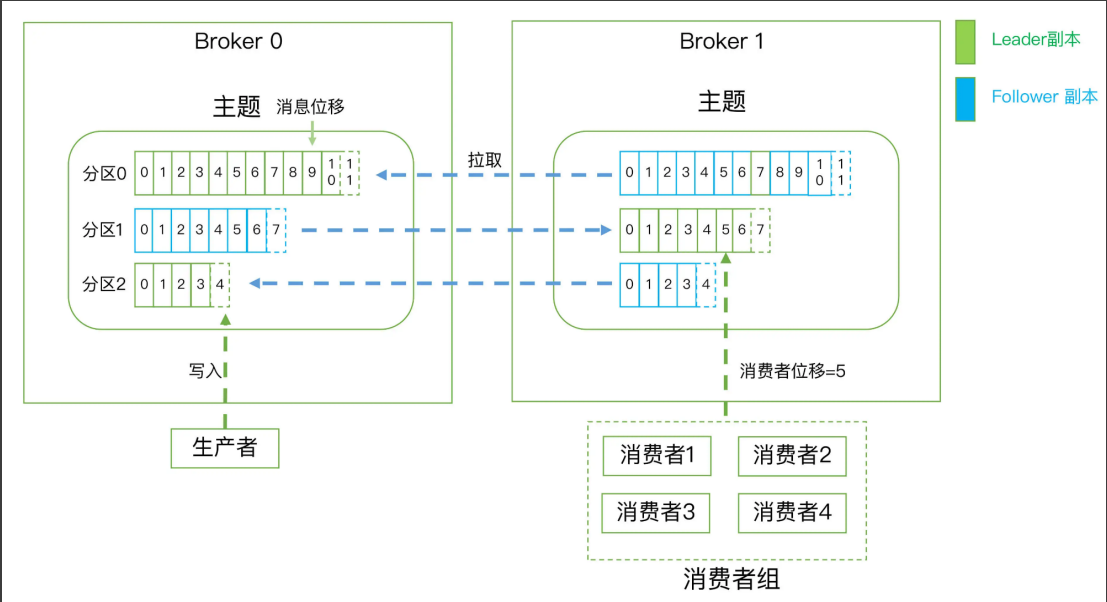 Broker 0
Broker 1
Leader副本
Follower 副本
主题
消息位移
主题
分区0
0 1 2 3 4 5 6 7 8 9 10 11
拉取
0 1 2 3 4 5 6 7 8 9 10 11
分区1
0 1 2 3 4 5 6 7
0 1 2 3 4 5 6 7
分区2
0 1 2 3 4
0 1 2 3 4
写入
消费者位移=5
生产者
消费者1
消费者2
消费者3
消费者4
消费者组